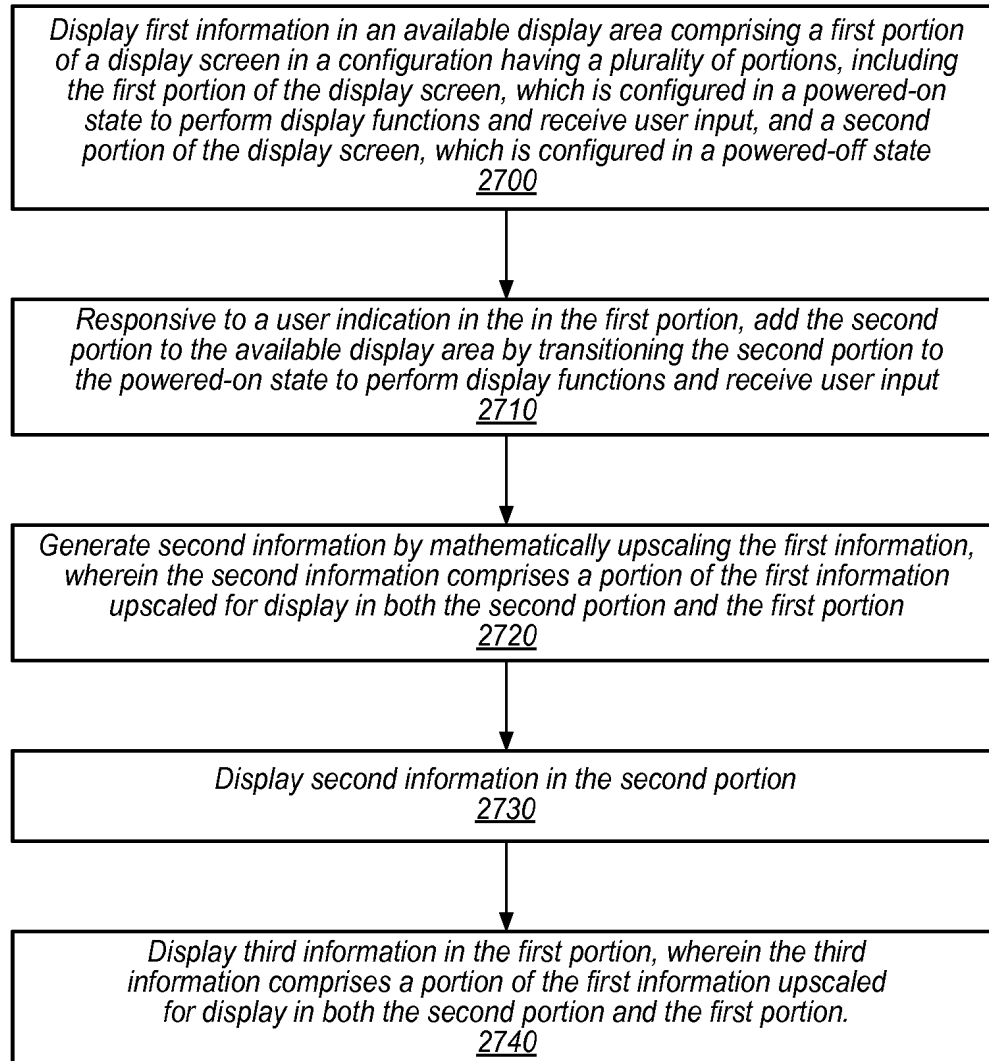 Display first information in an available display area comprising a first portion
of a display screen in a configuration having a plurality of portions, including
the first portion of the display screen, which is configured in a powered-on
state to perform display functions and receive user input, and a second
portion of the display screen, which is configured in a powered-off state
2700
Responsive to a user indication in the in the first portion, add the second
portion to the available display area by transitioning the second portion to
the powered-on state to perform display functions and receive user input
2710
Generate second information by mathematically upscaling the first information,
wherein the second information comprises a portion of the first information
upscaled for display in both the second portion and the first portion
2720
Display second information in the second portion
2730
Display third information in the first portion, wherein the third
information comprises a portion of the first information upscaled
for display in both the second portion and the first portion.
2740